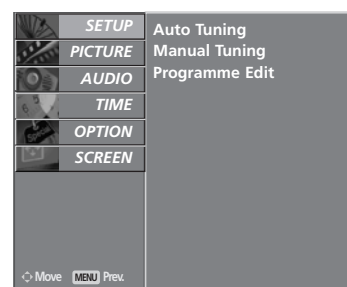 SETUP
PICTURE
AUDIO
TIME
OPTION
SCREEN
Auto Tuning
Manual Tuning
Programme Edit
Move MENU Prev.